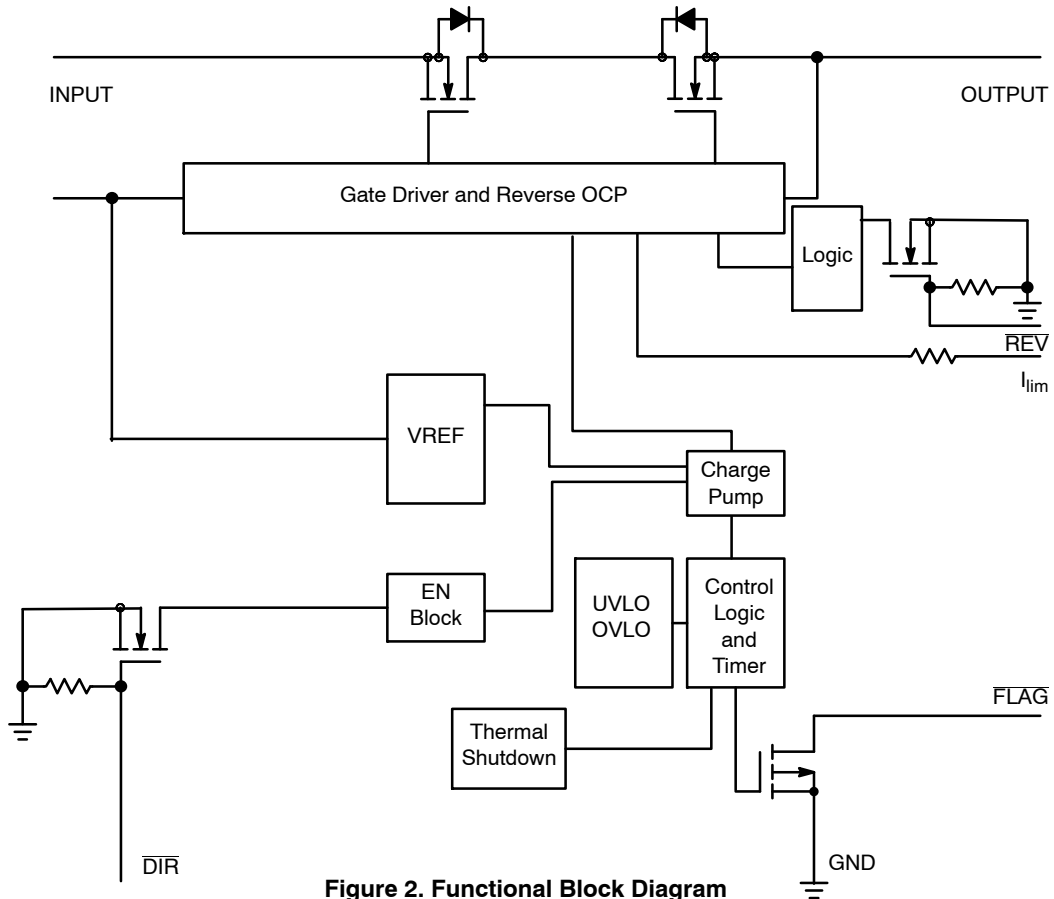 INPUT
OUTPUT
Gate Driver and Reverse OCP
Logic
REV
I_lim
VREF
Charge
Pump
EN
Block
UVLO
OVLO
Control
Logic
and
Timer
Thermal
Shutdown
FLAG
DIR
GND
Figure 2. Functional Block Diagram